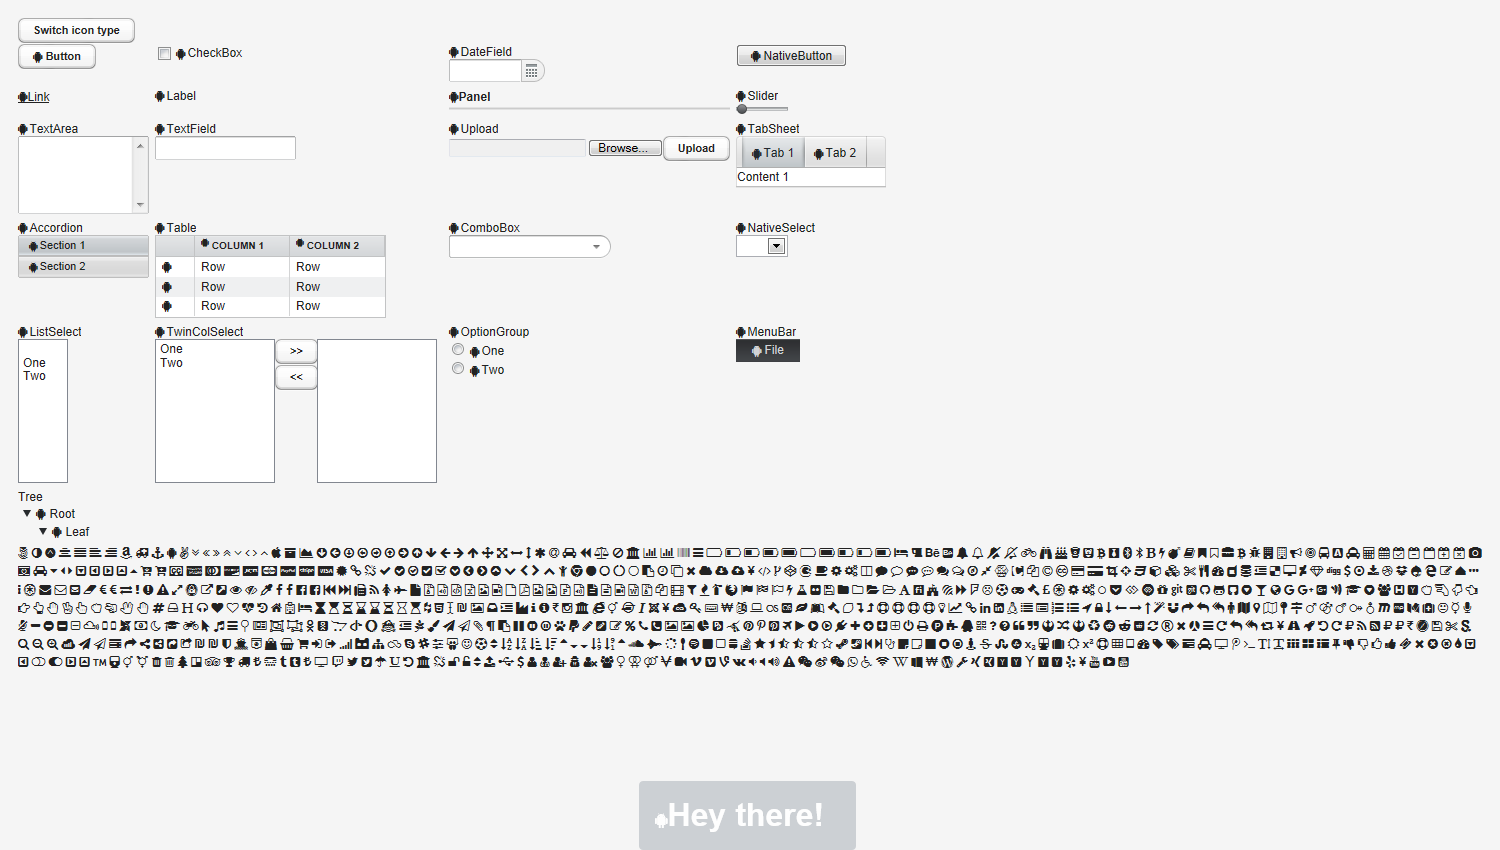 Switch icon type
Button
CheckBox
DateField
NativeButton
Link
Label
Panel
Slider
TextArea
TextField
Upload
TabSheet
Browse...
Upload
Tab 1
Tab 2
Content 1
Accordion
Table
ComboBox
NativeSelect
Section 1
COLUMN 1
COLUMN 2
Section 2
Row
Row
Row
Row
Row
Row
ListSelect
TwinColSelect
OptionGroup
MenuBar
One
Two
One
Two
>>
<<
One
Two
File
Tree
Root
Leaf
Hey there!